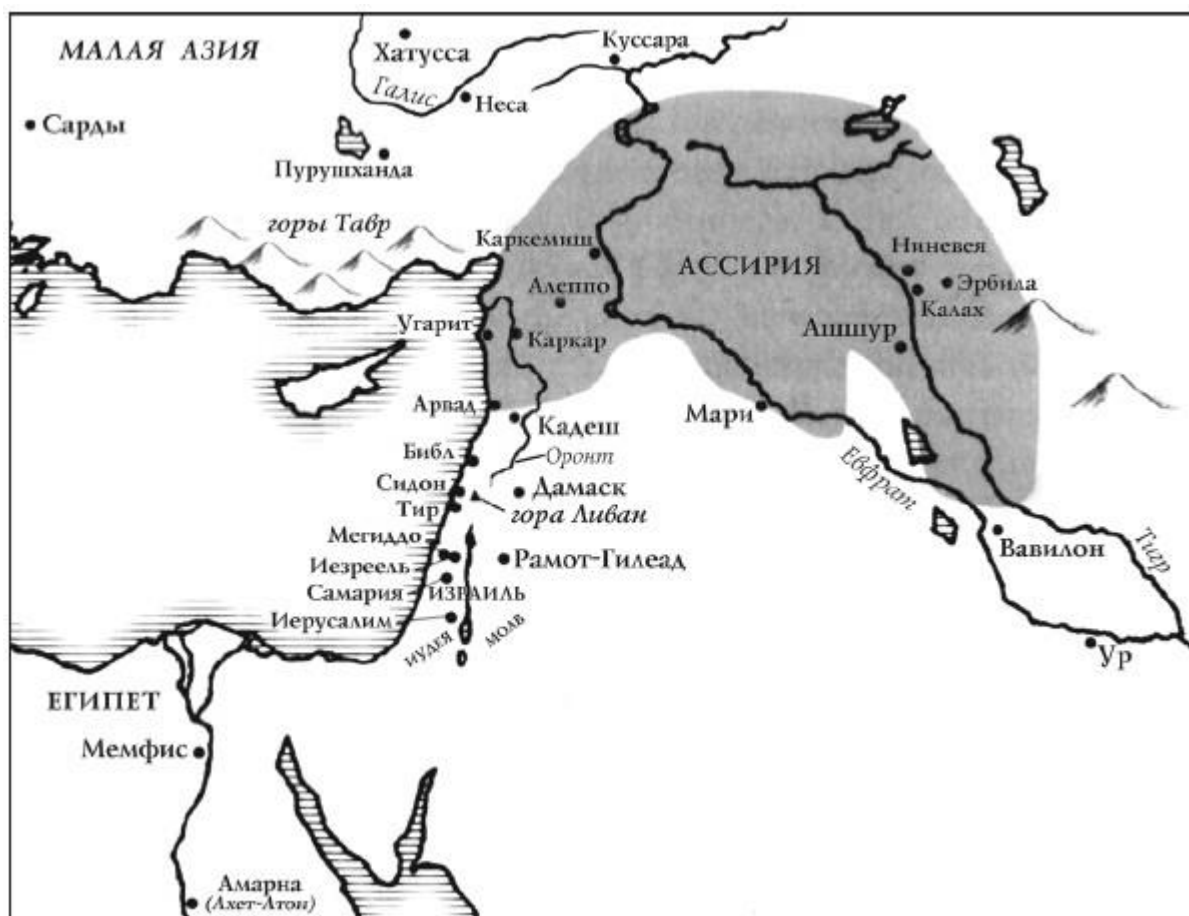 МАЛАЯ АЗИЯ
Хатусса
Куссара
Галис
Неса
Сарды
Пурушханда
горы Тавр
Каркемиш
Ниневея
АССИРИЯ
Эрбила
Алеппо
Калах
Угарит
Каркар
Ашшур
Арвад
Мари
Кадеш
Библ
Оронт
Евфрат
Сидон
Дамаск
Тир
гора Ливан
Мегиддо
Вавилон
Тигр
Иезреель
Рамот-Гилеад
Самария
ИЗРАИЛЬ
Иерусалим
ИУДЕЯ
МОАВ
Ур
ЕГИПЕТ
Мемфис
Амарна
(Ахет-Атон)